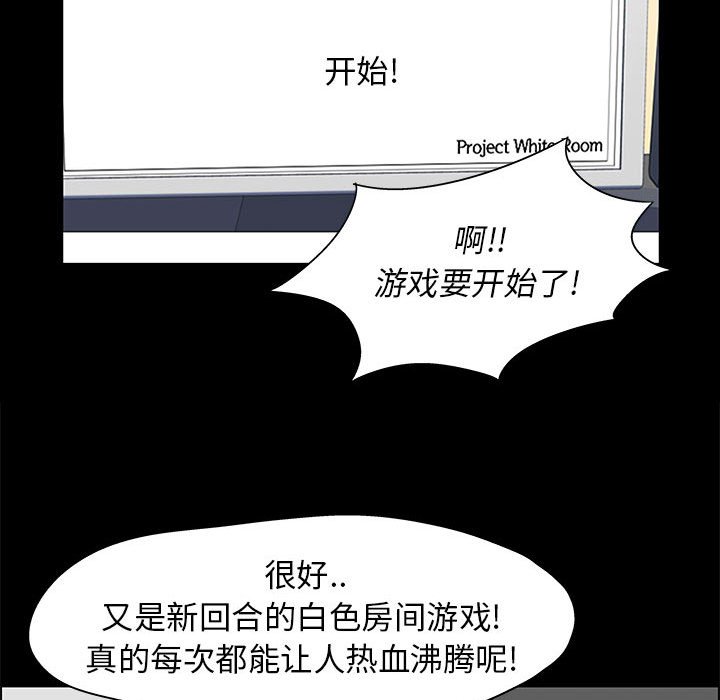 开始!
Project White Room
啊!!
游戏要开始了!
很好..
又是新回合的白色房间游戏!
真的每次都能让人热血沸腾呢!